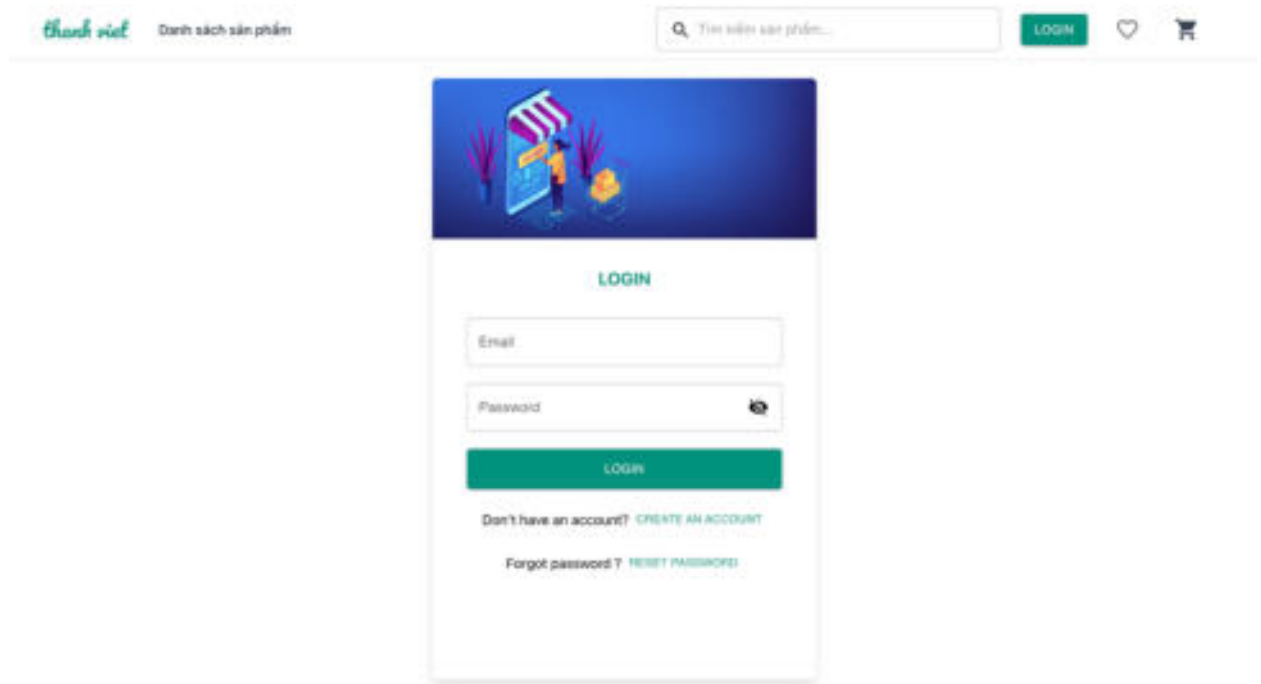 thanh viet
Danh sách sản phẩm
Tìm kiếm sản phẩm...
LOGIN
LOGIN
Email
Password
LOGIN
Don't have an account? CREATE AN ACCOUNT
Forgot password ? RESET PASSWORD